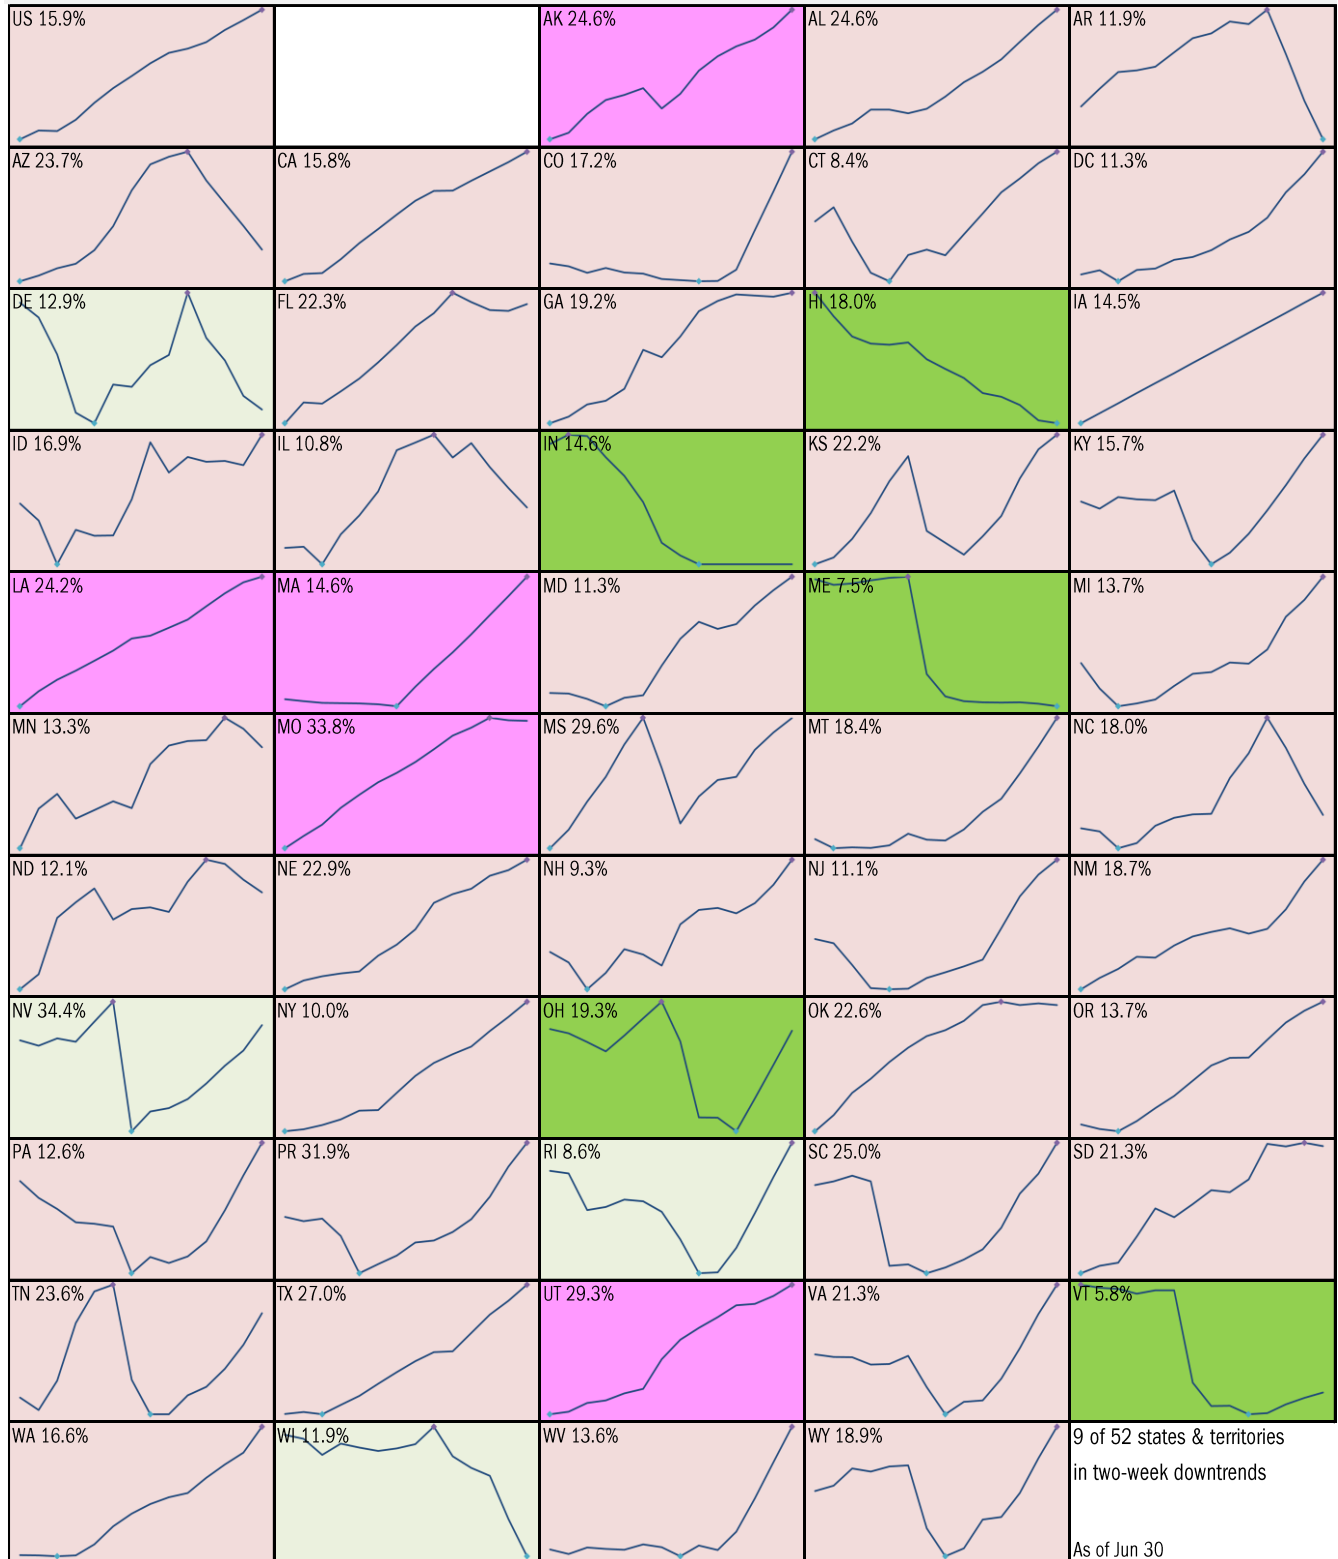 US 15.9%
AK 24.6%
AL 24.6%
AR 11.9%
AZ 23.7%
CA 15.8%
CO 17.2%
CT 8.4%
DC 11.3%
DE 12.9%
FL 22.3%
GA 19.2%
HI 18.0%
IA 14.5%
ID 16.9%
IL 10.8%
IN 14.6%
KS 22.2%
KY 15.7%
LA 24.2%
MA 14.6%
MD 11.3%
ME 7.5%
MI 13.7%
MN 13.3%
MO 33.8%
MS 29.6%
MT 18.4%
NC 18.0%
ND 12.1%
NE 22.9%
NH 9.3%
NJ 11.1%
NM 18.7%
NV 34.4%
NY 10.0%
OH 19.3%
OK 22.6%
OR 13.7%
PA 12.6%
PR 31.9%
RI 8.6%
SC 25.0%
SD 21.3%
TN 23.6%
TX 27.0%
UT 29.3%
VA 21.3%
VT 5.8%
WA 16.6%
WI 11.9%
WV 13.6%
WY 18.9%
9 of 52 states & territories
in two-week downtrends
As of Jun 30